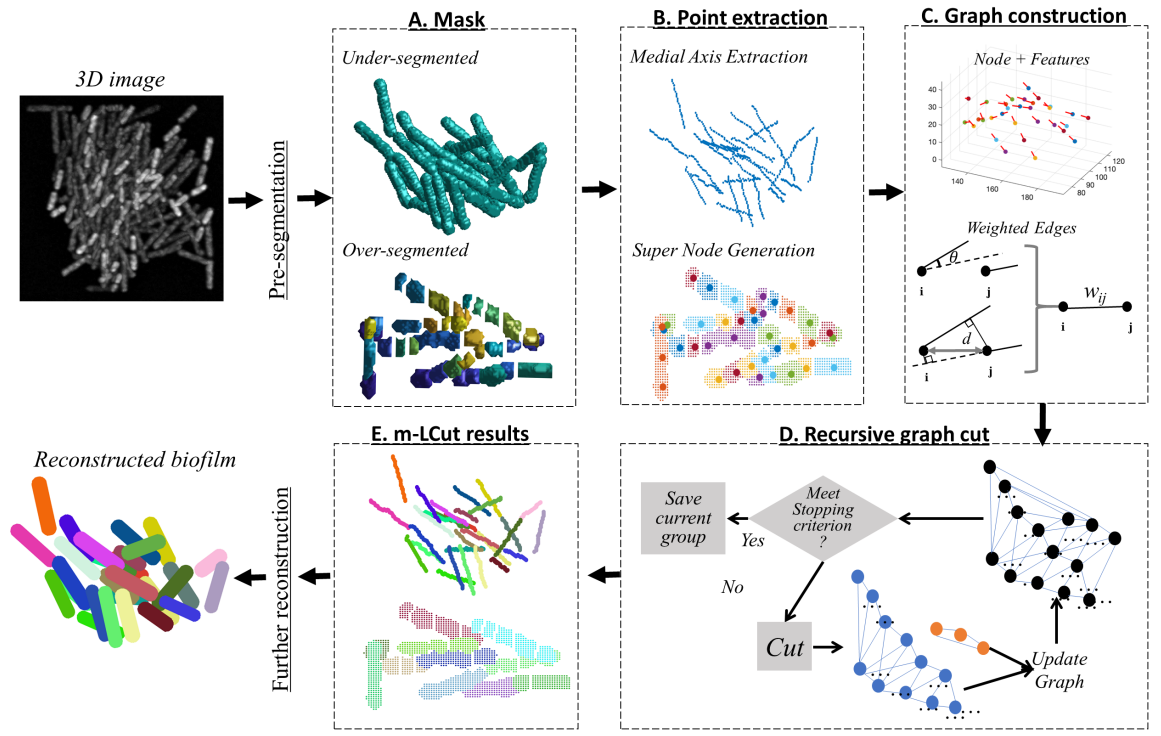 3D image
Pre-segmentation
A. Mask
Under-segmented
Over-segmented
B. Point extraction
Medial Axis Extraction
Super Node Generation
C. Graph construction
Node + Features
40
30
20
10
0
140
160
180
80
90
100
110
120
Weighted Edges
θ
i
j
d
i
j
w_ij
i
j
D. Recursive graph cut
Meet
Stopping
criterion
?
Yes
Save
current
group
No
Cut
Update
Graph
E. m-LCut results
Further reconstruction
Reconstructed biofilm